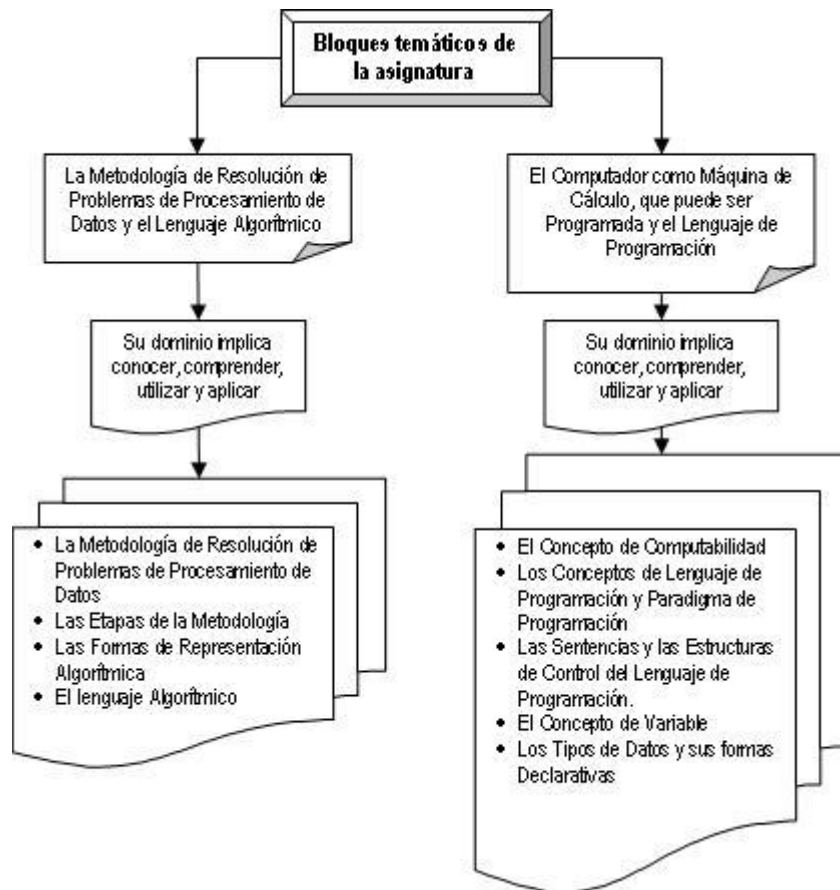 Bloques temáticos de
la asignatura
La Metodología de Resolución de
Problemas de Procesamiento de
Datos y el Lenguaje Algorítmico
El Computador como Máquina de
Cálculo, que puede ser
Programada y el Lenguaje de
Programación
Su dominio implica
conocer, comprender,
utilizar y aplicar
Su dominio implica
conocer, comprender,
utilizar y aplicar
• La Metodología de Resolución de
Problemas de Procesamiento de
Datos
• Las Etapas de la Metodología
• Las Formas de Representación
Algorítmica
• El lenguaje Algorítmico
• El Concepto de Computabilidad
• Los Conceptos de Lenguaje de
Programación y Paradigma de
Programación
• Las Sentencias y las Estructuras
de Control del Lenguaje de
Programación.
• El Concepto de Variable
• Los Tipos de Datos y sus formas
Declarativas